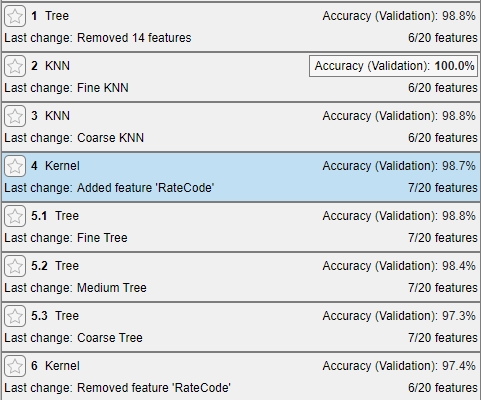 1 Tree Accuracy (Validation): 98.8%
Last change: Removed 14 features 6/20 features
2 KNN Accuracy (Validation): 100.0%
Last change: Fine KNN 6/20 features
3 KNN Accuracy (Validation): 98.8%
Last change: Coarse KNN 6/20 features
4 Kernel Accuracy (Validation): 98.7%
Last change: Added feature 'RateCode' 7/20 features
5.1 Tree Accuracy (Validation): 98.8%
Last change: Fine Tree 7/20 features
5.2 Tree Accuracy (Validation): 98.4%
Last change: Medium Tree 7/20 features
5.3 Tree Accuracy (Validation): 97.3%
Last change: Coarse Tree 7/20 features
6 Kernel Accuracy (Validation): 97.4%
Last change: Removed feature 'RateCode' 6/20 features